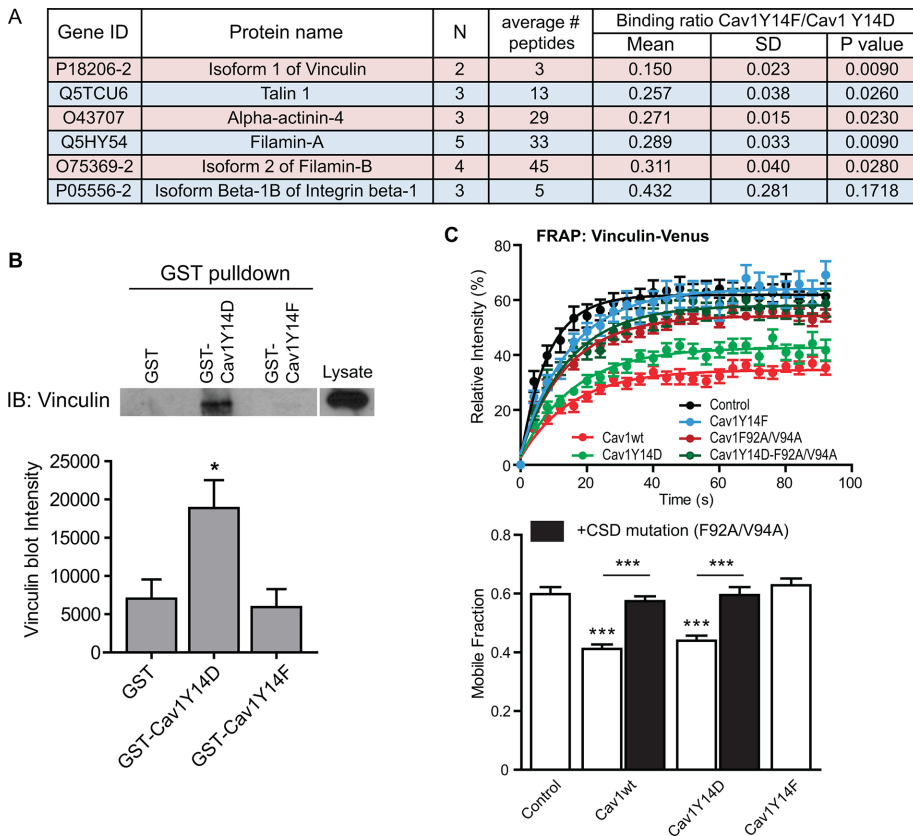 A
Gene ID Protein name N average # peptides Binding ratio Cav1Y14F/Cav1 Y14D
Mean SD P value
P18206-2 Isoform 1 of Vinculin 2 3 0.150 0.023 0.0090
Q5TCU6 Talin 1 3 13 0.257 0.038 0.0260
O43707 Alpha-actinin-4 3 29 0.271 0.015 0.0230
Q5HY54 Filamin-A 5 33 0.289 0.033 0.0090
O75369-2 Isoform 2 of Filamin-B 4 45 0.311 0.040 0.0280
P05556-2 Isoform Beta-1B of Integrin beta-1 3 5 0.432 0.281 0.1718
B
GST pulldown
GST
GST-
Cav1Y14D
GST-
Cav1Y14F
Lysate
IB: Vinculin
Vinculin blot Intensity
25000
20000
15000
10000
5000
0
*
GST
GST-Cav1Y14D
GST-Cav1Y14F
C
FRAP: Vinculin-Venus
Relative Intensity (%)
80
60
40
20
0
Control
Cav1Y14F
Cav1wt Cav1F92A/V94A
Cav1Y14D Cav1Y14D-F92A/V94A
0 20 40 60 80 100
Time (s)
+CSD mutation (F92A/V94A)
Mobile Fraction
0.8
0.6
0.4
0.2
0
*** ***
*** ***
Control
Cav1wt
Cav1Y14D
Cav1Y14F